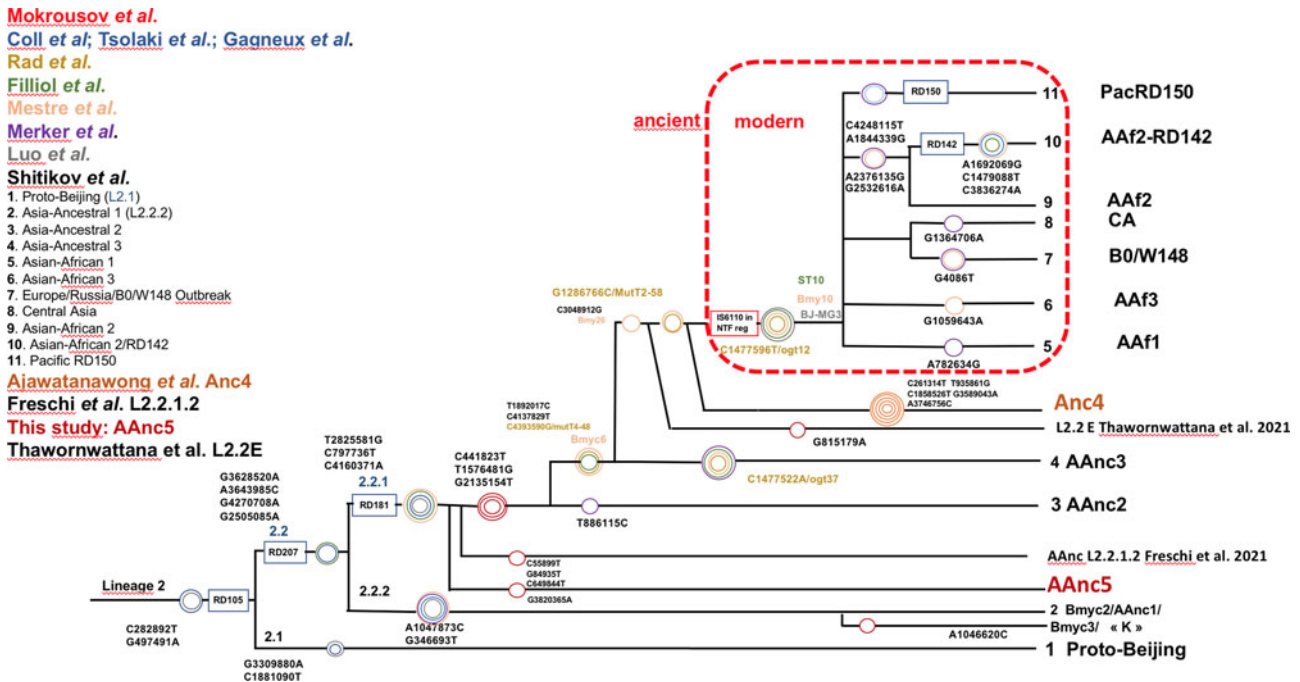 Mokrousov et al.
Coll et al; Tsolaki et al.; Gagneux et al.
Rad et al.
Filliol et al.
Mestre et al.
Merker et al.
Luo et al.
Shitikov et al.
1. Proto-Beijing (L2.1)
2. Asia-Ancestral 1 (L2.2.2)
3. Asia-Ancestral 2
4. Asia-Ancestral 3
5. Asian-African 1
6. Asian-African 3
7. Europe/Russia/B0/W148 Outbreak
8. Central Asia
9. Asian-African 2
10. Asian-African 2/RD142
11. Pacific RD150
Ajawatanawong et al. Anc4
Freschi et al. L2.2.1.2
This study: AAnc5
Thawornwattana et al. L2.2E
ancient
modern
RD150
11 PacRD150
C4248115T
A1844339G
RD142
10 AAf2-RD142
A2376135G
G2532616A
A1692069G
C1479088T
C3836274A
9 AAf2
8 CA
G1364706A
7 B0/W148
G4086T
ST10
Bmy10
BJ-MG3
6 AAf3
G1059643A
5 AAf1
A782634G
G1286766C/MutT2-58
C3048912G
Bmy26
IS6110 in
NTF reg
C1477596T/ogt12
C261314T T935861G
C1858526T G3589043A
A3746756C
Anc4
L2.2 E Thawornwattana et al. 2021
G815179A
T1892017C
C4137829T
C4393590G/mutT4-48
Bmyc6
4 AAnc3
C1477522A/ogt37
C441823T
T1576481G
G2135154T
3 AAnc2
T886115C
T2825581G
C797736T
C4160371A
2.2.1
RD181
G3628520A
A3643985C
G4270708A
G2505085A
2.2
RD207
AAnc L2.2.1.2 Freschi et al. 2021
C55899T
G84935T
C649844T
G3820365A
AAnc5
2.2.2
2 Bmyc2/AAnc1/
Bmyc3/ « K »
A1047873C
G346693T
A1046620C
Lineage 2
RD105
C282892T
G497491A
2.1
1 Proto-Beijing
G3309880A
C1881090T